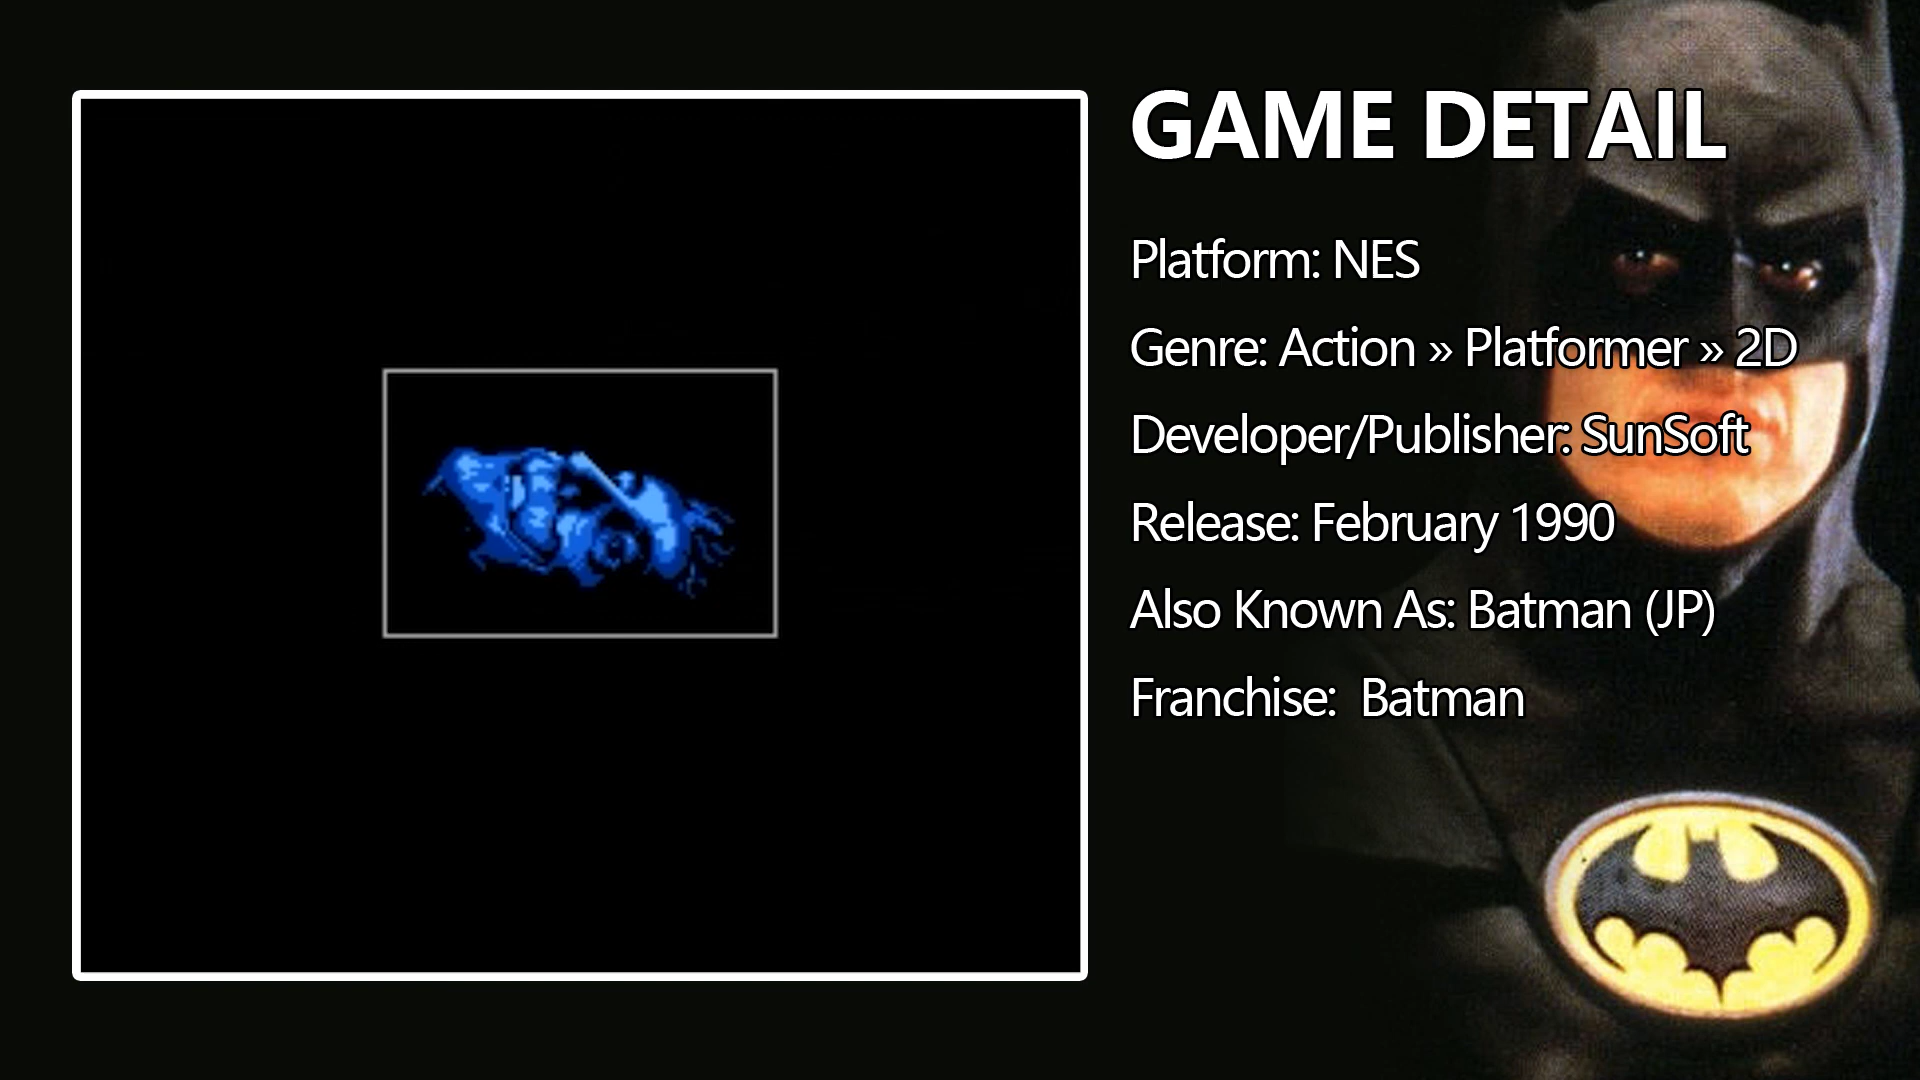 GAME DETAIL
Platform: NES
Genre: Action » Platformer » 2D
Developer/Publisher: SunSoft
Release: February 1990
Also Known As: Batman (JP)
Franchise:  Batman